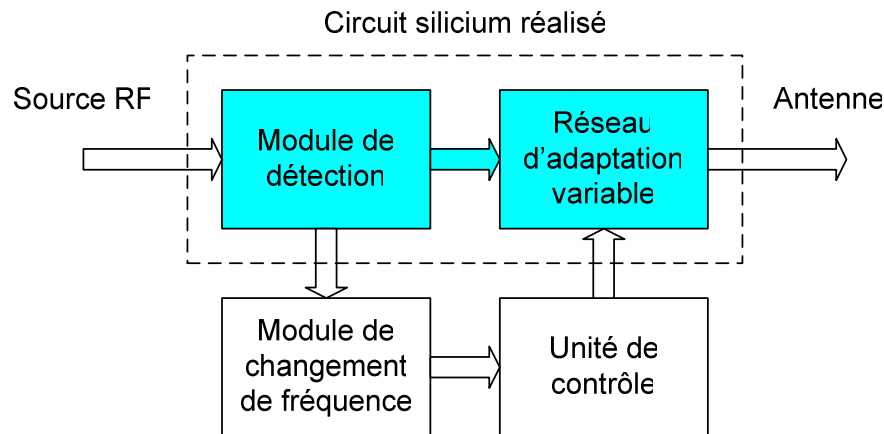 Circuit silicium réalisé
Source RF
Antenne
Module de
détection
Réseau
d'adaptation
variable
Module de
changement
de fréquence
Unité de
contrôle